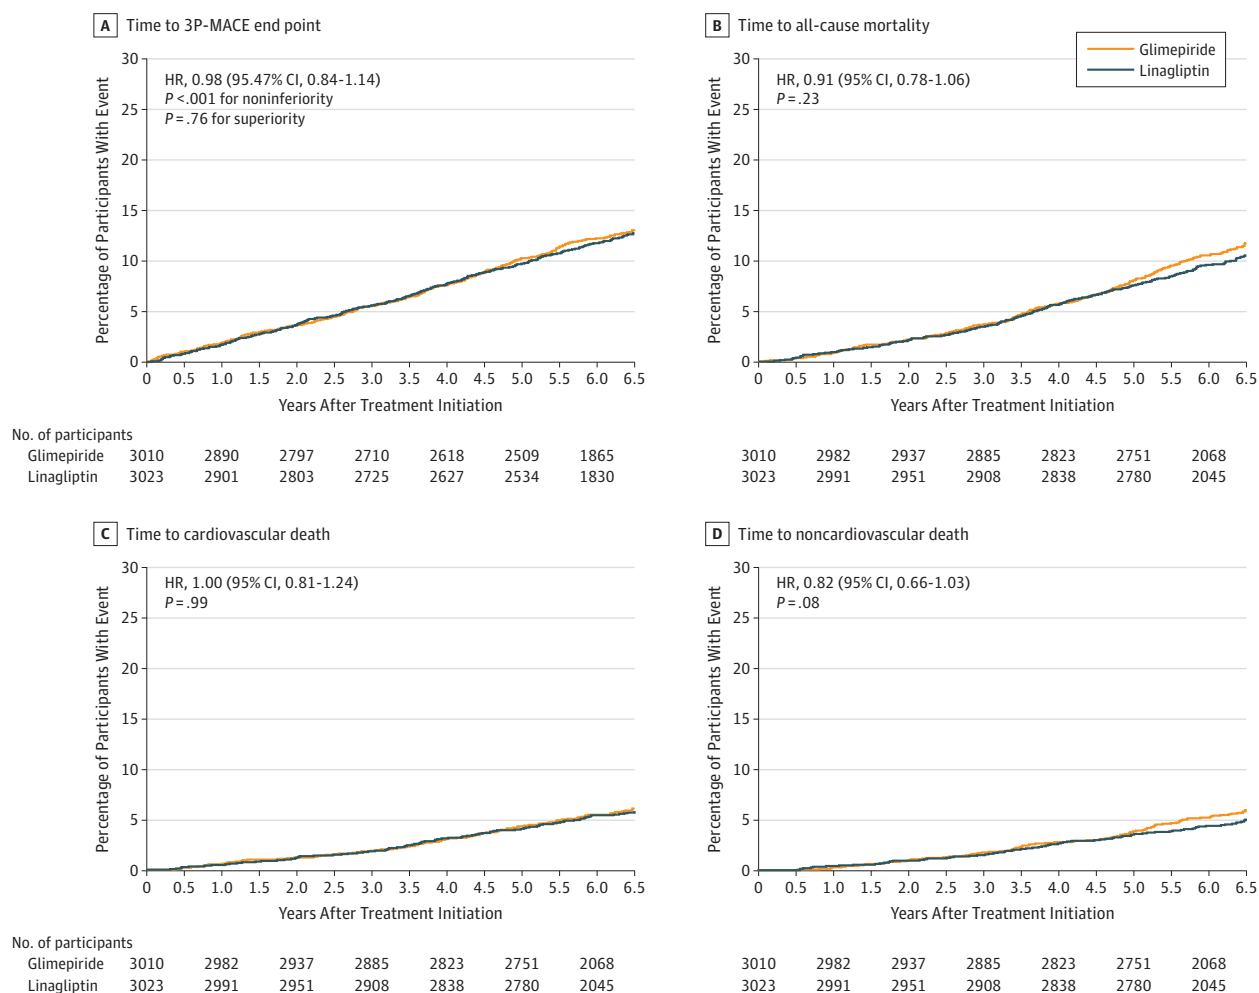 A Time to 3P-MACE end point
HR, 0.98 (95.47% CI, 0.84-1.14)
P <.001 for noninferiority
P = .76 for superiority
Percentage of Participants With Event
30
25
20
15
10
5
0
0 0.5 1.0 1.5 2.0 2.5 3.0 3.5 4.0 4.5 5.0 5.5 6.0 6.5
Years After Treatment Initiation
No. of participants
Glimepiride 3010 2890 2797 2710 2618 2509 1865
Linagliptin 3023 2901 2803 2725 2627 2534 1830
B Time to all-cause mortality
Glimepiride
Linagliptin
HR, 0.91 (95% CI, 0.78-1.06)
P = .23
Percentage of Participants With Event
30
25
20
15
10
5
0
0 0.5 1.0 1.5 2.0 2.5 3.0 3.5 4.0 4.5 5.0 5.5 6.0 6.5
Years After Treatment Initiation
3010 2982 2937 2885 2823 2751 2068
3023 2991 2951 2908 2838 2780 2045
C Time to cardiovascular death
HR, 1.00 (95% CI, 0.81-1.24)
P = .99
Percentage of Participants With Event
30
25
20
15
10
5
0
0 0.5 1.0 1.5 2.0 2.5 3.0 3.5 4.0 4.5 5.0 5.5 6.0 6.5
Years After Treatment Initiation
No. of participants
Glimepiride 3010 2982 2937 2885 2823 2751 2068
Linagliptin 3023 2991 2951 2908 2838 2780 2045
D Time to noncardiovascular death
HR, 0.82 (95% CI, 0.66-1.03)
P = .08
Percentage of Participants With Event
30
25
20
15
10
5
0
0 0.5 1.0 1.5 2.0 2.5 3.0 3.5 4.0 4.5 5.0 5.5 6.0 6.5
Years After Treatment Initiation
3010 2982 2937 2885 2823 2751 2068
3023 2991 2951 2908 2838 2780 2045